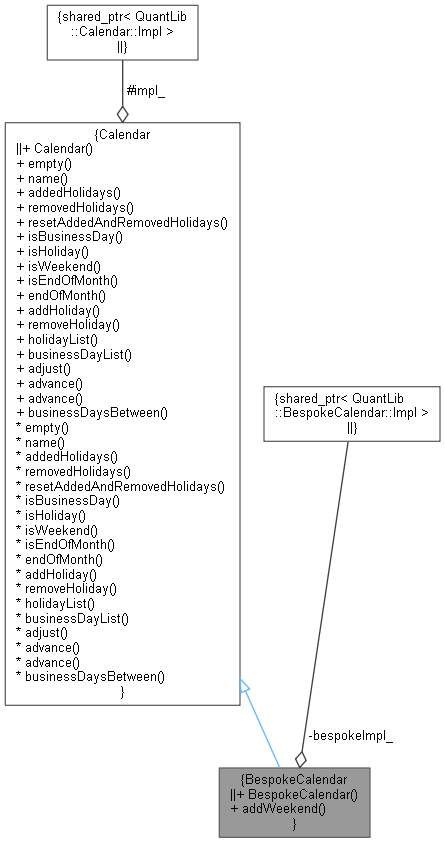 {shared_ptr< QuantLib
::Calendar::Impl >
||}
#impl_
{Calendar
||+ Calendar()
+ empty()
+ name()
+ addedHolidays()
+ removedHolidays()
+ resetAddedAndRemovedHolidays()
+ isBusinessDay()
+ isHoliday()
+ isWeekend()
+ isEndOfMonth()
+ endOfMonth()
+ addHoliday()
+ removeHoliday()
+ holidayList()
+ businessDayList()
+ adjust()
+ advance()
+ advance()
+ businessDaysBetween()
* empty()
* name()
* addedHolidays()
* removedHolidays()
* resetAddedAndRemovedHolidays()
* isBusinessDay()
* isHoliday()
* isWeekend()
* isEndOfMonth()
* endOfMonth()
* addHoliday()
* removeHoliday()
* holidayList()
* businessDayList()
* adjust()
* advance()
* advance()
* businessDaysBetween()
}
{shared_ptr< QuantLib
::BespokeCalendar::Impl >
||}
-bespokeImpl_
{BespokeCalendar
||+ BespokeCalendar()
+ addWeekend()
}